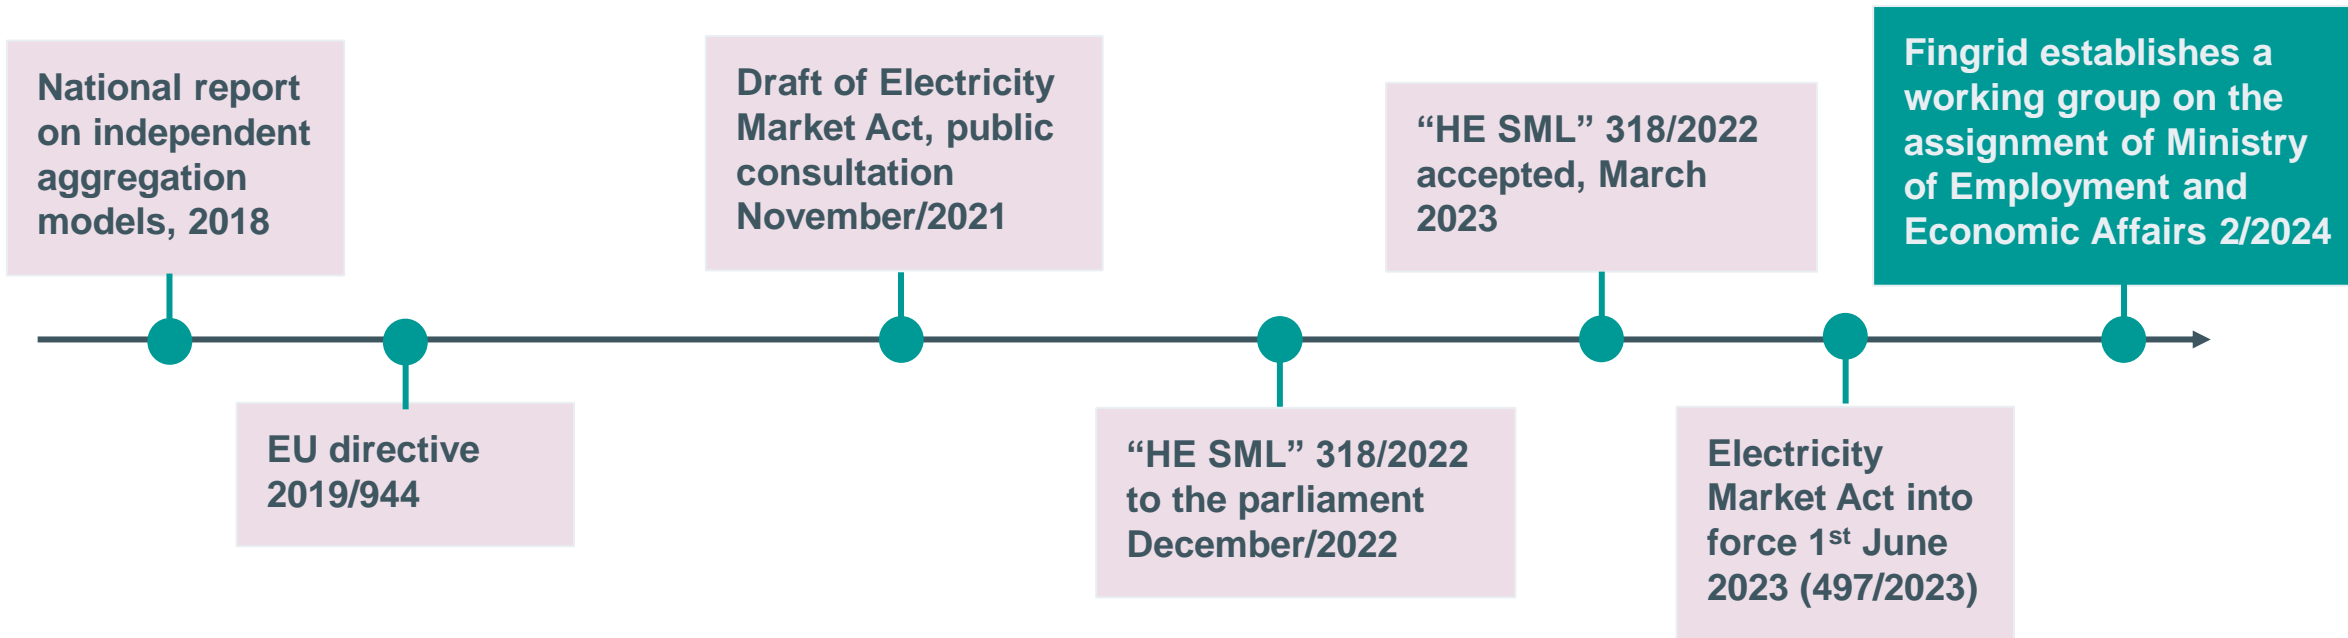 National report
on independent
aggregation
models, 2018
EU directive
2019/944
Draft of Electricity
Market Act, public
consultation
November/2021
“HE SML” 318/2022
to the parliament
December/2022
“HE SML” 318/2022
accepted, March
2023
Electricity
Market Act into
force 1st June
2023 (497/2023)
Fingrid establishes a
working group on the
assignment of Ministry
of Employment and
Economic Affairs 2/2024